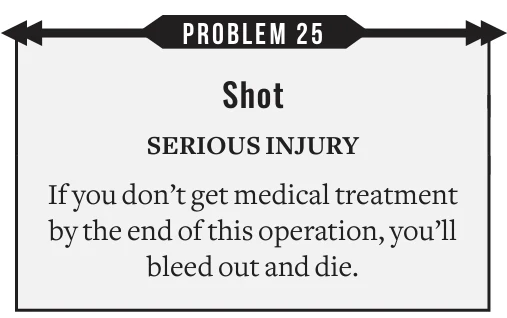 PROBLEM 25
Shot
SERIOUS INJURY
If you don’t get medical treatment
by the end of this operation, you’ll
bleed out and die.